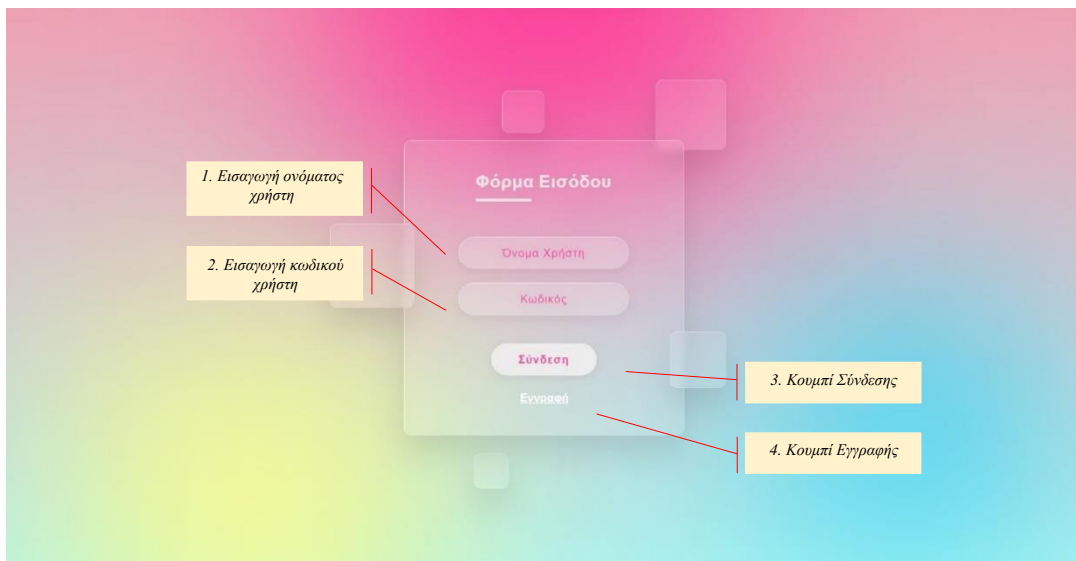 1. Εισαγωγή ονόματος
χρήστη
Φόρμα Εισόδου
Όνομα Χρήστη
2. Εισαγωγή κωδικού
χρήστη
Κωδικός
Σύνδεση
3. Κουμπί Σύνδεσης
Εγγραφή
4. Κουμπί Εγγραφής